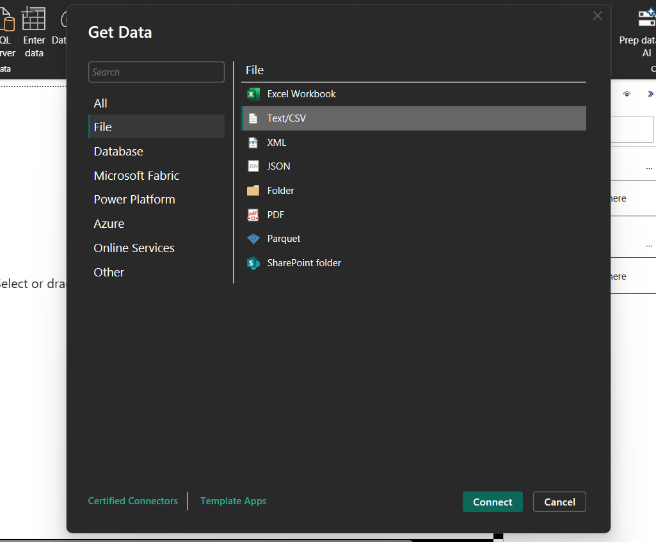 Get Data
QL
Enter
Dat
Prep dat
rver
data
AI
ata
C
Search
File
All
Excel Workbook
File
Text/CSV
Database
XML
Microsoft Fabric
JSON
Power Platform
Folder
Azure
PDF
Online Services
Parquet
Other
SharePoint folder
here
elect or dra
here
Certified Connectors
Template Apps
Connect
Cancel